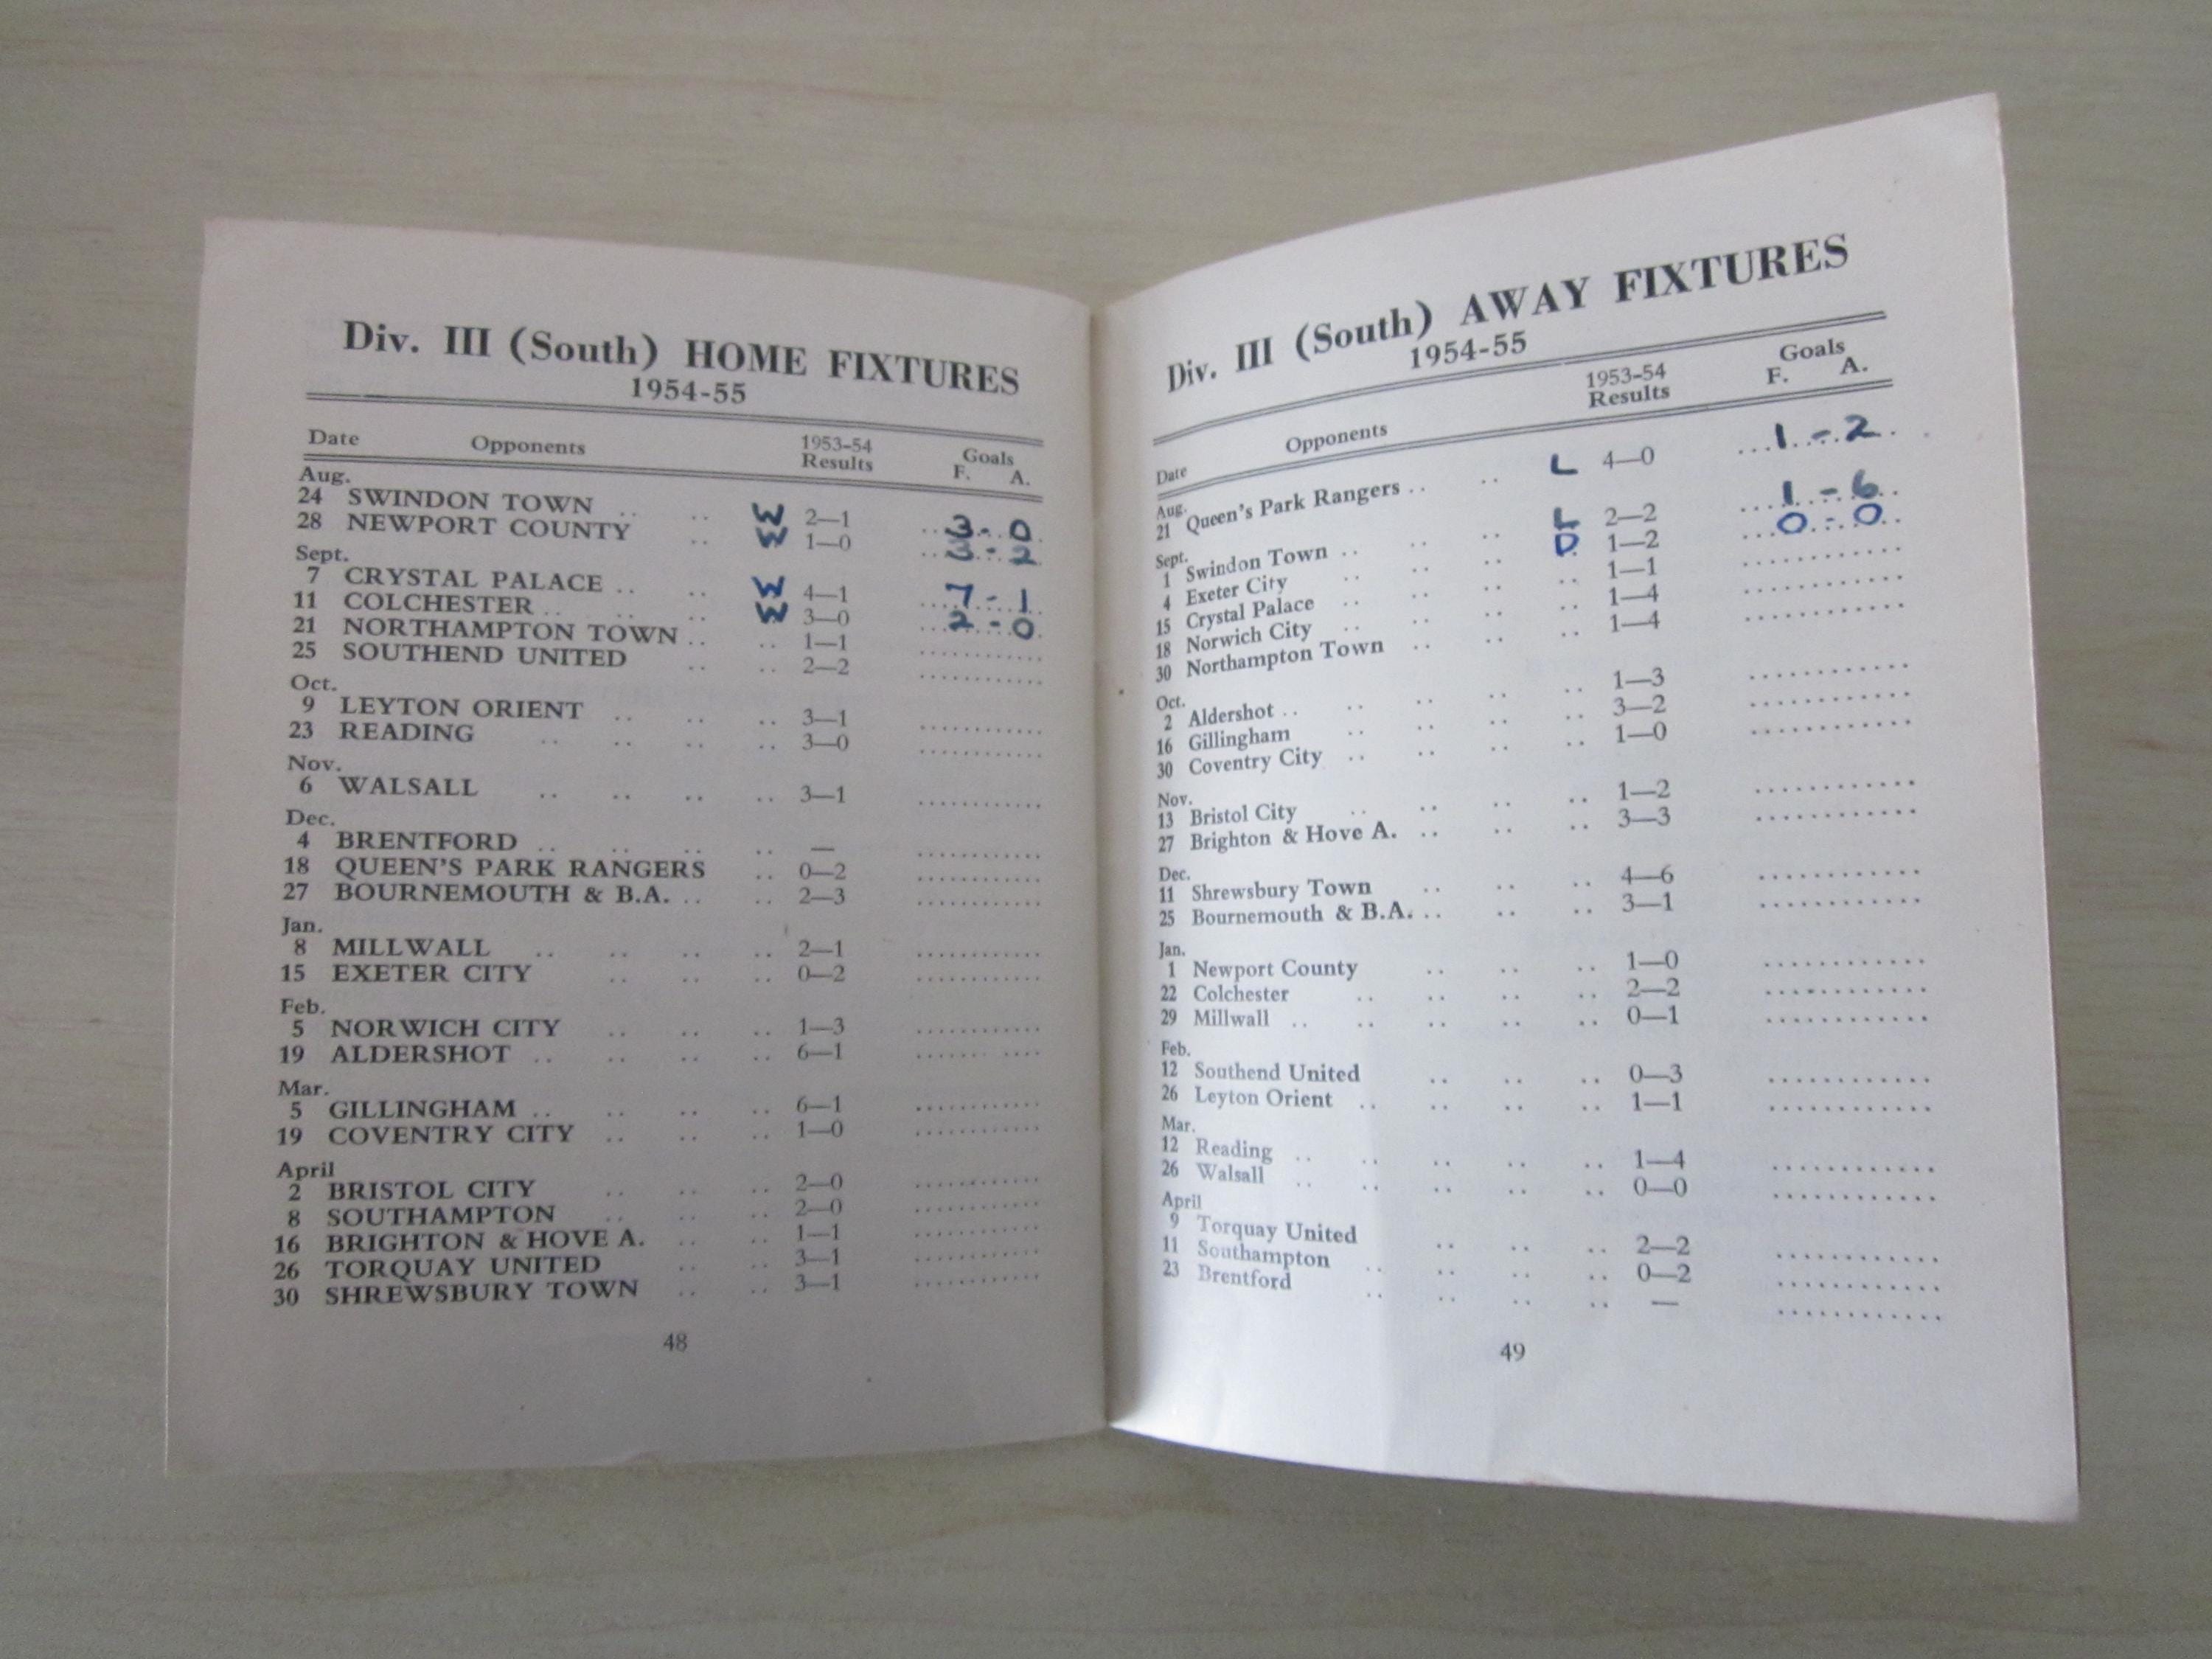 Div. III (South) HOME FIXTURES
1954-55
Date Opponents 1953-54 Results Goals F. A.
Aug.
24 SWINDON TOWN .. .. W 2—1 3 - 0
28 NEWPORT COUNTY .. W 1—0 3 - 2
Sept.
7 CRYSTAL PALACE .. .. W 4—1 7 - 1
11 COLCHESTER .. .. .. W 3—0 2 - 0
21 NORTHAMPTON TOWN .. .. 1—1 ............
25 SOUTHEND UNITED .. .. 2—2 ............
Oct.
9 LEYTON ORIENT .. .. .. 3—1 ............
23 READING .. .. .. .. 3—0 ............
Nov.
6 WALSALL .. .. .. .. 3—1 ............
Dec.
4 BRENTFORD .. .. .. .. — ............
18 QUEEN'S PARK RANGERS .. 0—2 ............
27 BOURNEMOUTH & B.A. .. .. 2—3 ............
Jan.
8 MILLWALL .. .. .. .. 2—1 ............
15 EXETER CITY .. .. .. 0—2 ............
Feb.
5 NORWICH CITY .. .. .. 1—3 ............
19 ALDERSHOT .. .. .. .. 6—1 ............
Mar.
5 GILLINGHAM .. .. .. .. 6—1 ............
19 COVENTRY CITY .. .. .. 1—0 ............
April
2 BRISTOL CITY .. .. .. 2—0 ............
8 SOUTHAMPTON .. .. .. 2—0 ............
16 BRIGHTON & HOVE A. .. .. 1—1 ............
26 TORQUAY UNITED .. .. 3—1 ............
30 SHREWSBURY TOWN .. .. 3—1 ............
48
Div. III (South) AWAY FIXTURES
1954-55
Date Opponents 1953-54 Results Goals F. A.
Aug.
21 Queen's Park Rangers .. .. L 4—0 1 - 2
Sept.
1 Swindon Town .. .. .. L 2—2 1 - 6
4 Exeter City .. .. .. D 1—2 0 - 0
15 Crystal Palace .. .. .. .. 1—1 ............
18 Norwich City .. .. .. .. 1—4 ............
30 Northampton Town .. .. .. 1—4 ............
Oct.
2 Aldershot .. .. .. .. .. 1—3 ............
16 Gillingham .. .. .. .. 3—2 ............
30 Coventry City .. .. .. .. 1—0 ............
Nov.
13 Bristol City .. .. .. .. 1—2 ............
27 Brighton & Hove A. .. .. .. 3—3 ............
Dec.
11 Shrewsbury Town .. .. .. 4—6 ............
25 Bournemouth & B.A. .. .. .. 3—1 ............
Jan.
1 Newport County .. .. .. 1—0 ............
22 Colchester .. .. .. .. 2—2 ............
29 Millwall .. .. .. .. .. 0—1 ............
Feb.
12 Southend United .. .. .. 0—3 ............
26 Leyton Orient .. .. .. .. 1—1 ............
Mar.
12 Reading .. .. .. .. .. 1—4 ............
26 Walsall .. .. .. .. .. 0—0 ............
April
9 Torquay United .. .. .. 2—2 ............
11 Southampton .. .. .. .. 0—2 ............
23 Brentford .. .. .. .. — ............
49